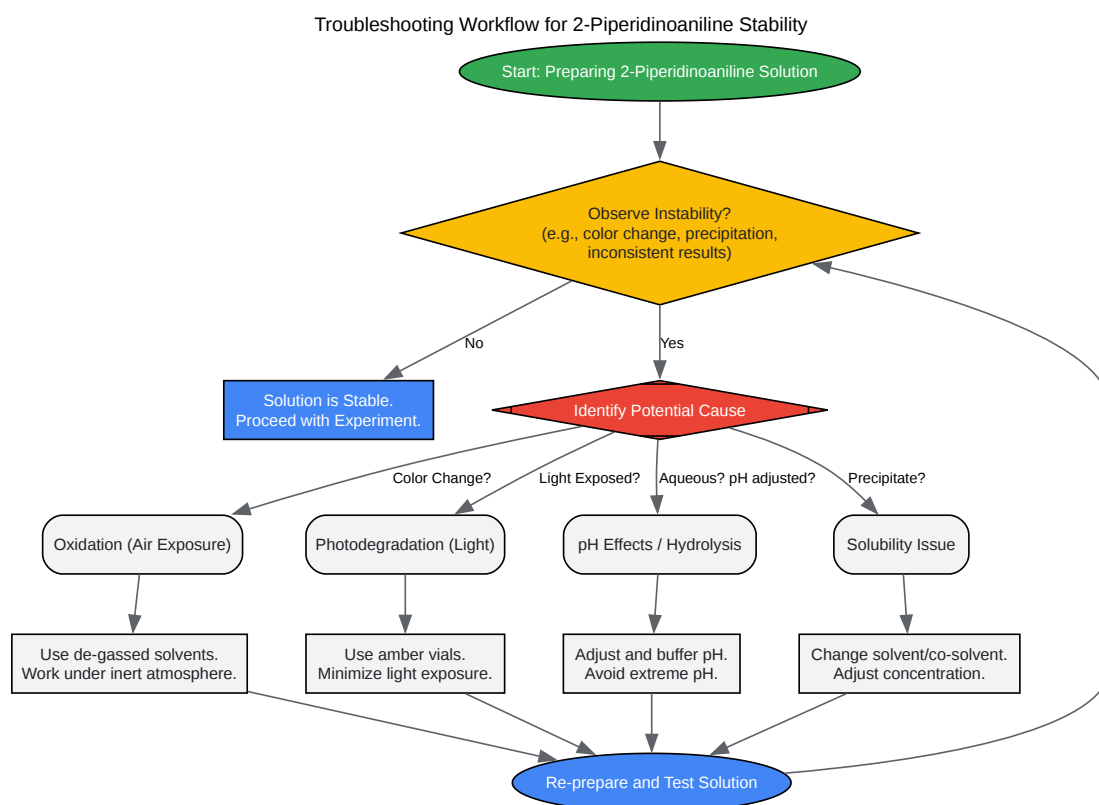 Troubleshooting Workflow for 2-Piperidinoaniline Stability
Start: Preparing 2-Piperidinoaniline Solution
Observe Instability?
(e.g., color change, precipitation,
inconsistent results)
No
Yes
Solution is Stable.
Proceed with Experiment.
Identify Potential Cause
Color Change?
Light Exposed?
Aqueous? pH adjusted?
Precipitate?
Oxidation (Air Exposure)
Photodegradation (Light)
pH Effects / Hydrolysis
Solubility Issue
Use de-gassed solvents.
Work under inert atmosphere.
Use amber vials.
Minimize light exposure.
Adjust and buffer pH.
Avoid extreme pH.
Change solvent/co-solvent.
Adjust concentration.
Re-prepare and Test Solution